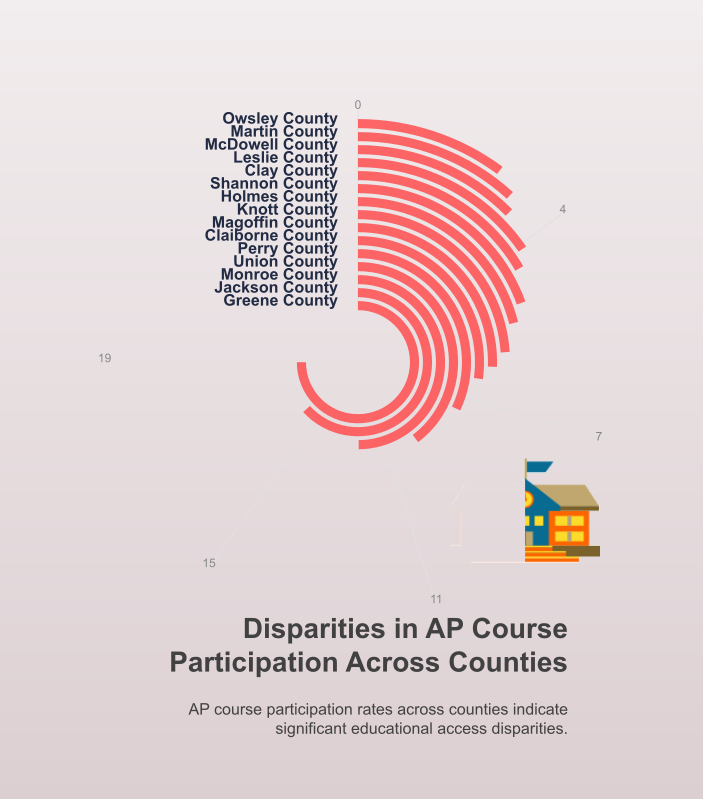 0
Owsley County
Martin County
McDowell County
Leslie County
Clay County
Shannon County
Holmes County
Knott County
Magoffin County
Claiborne County
Perry County
Union County
Monroe County
Jackson County
Greene County
4
19
7
15
11
Disparities in AP Course
Participation Across Counties
AP course participation rates across counties indicate
significant educational access disparities.